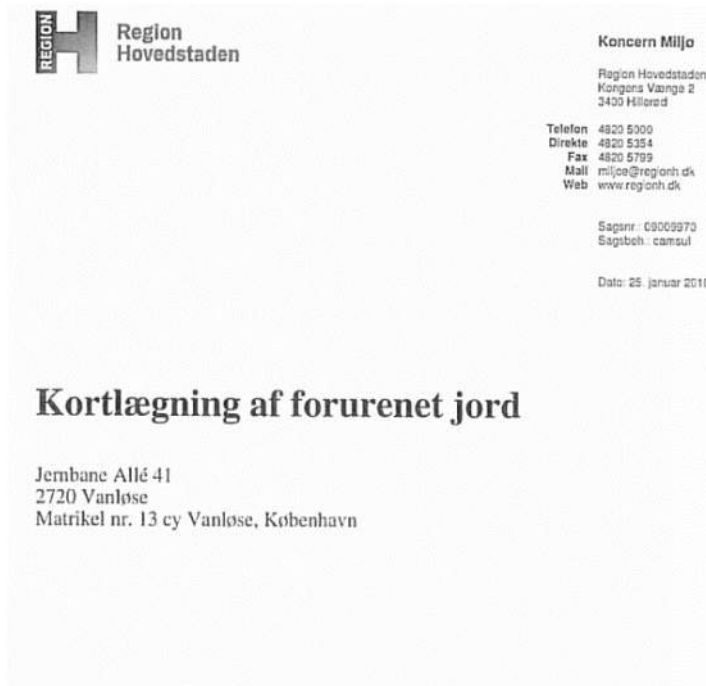 REGION
Region
Hovedstaden
Koncern Miljø
Region Hovedstaden
Kongens Vænge 2
3400 Hillerød
Telefon 4820 5000
Direkte 4820 5354
Fax 4820 5799
Mail miljoe@regionh.dk
Web www.regionh.dk
Sagsnr.: 09009970
Sagsbeh.: camsul
Dato: 25. januar 2010
Kortlægning af forurenet jord
Jernbane Allé 41
2720 Vanløse
Matrikel nr. 13 cy Vanløse, København